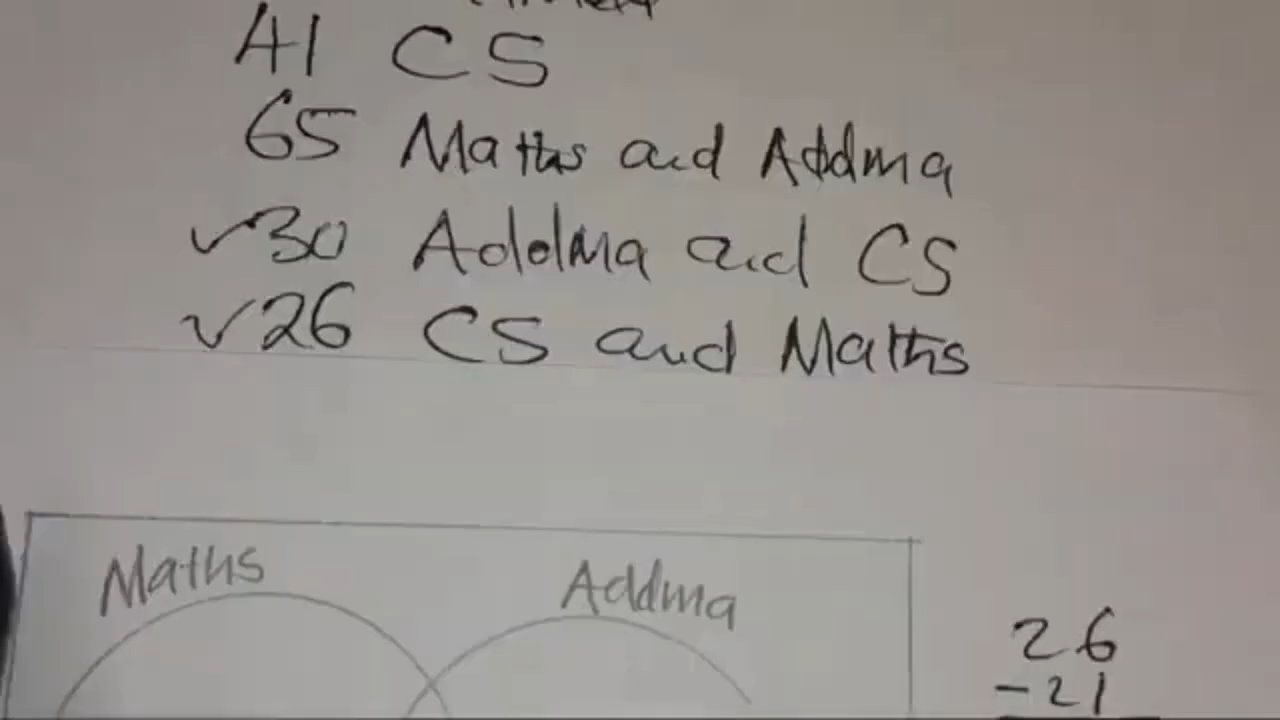 41 CS
65 Maths and Addma
✓30 Addma and CS
✓26 CS and Maths
Maths
Addma
26
-21